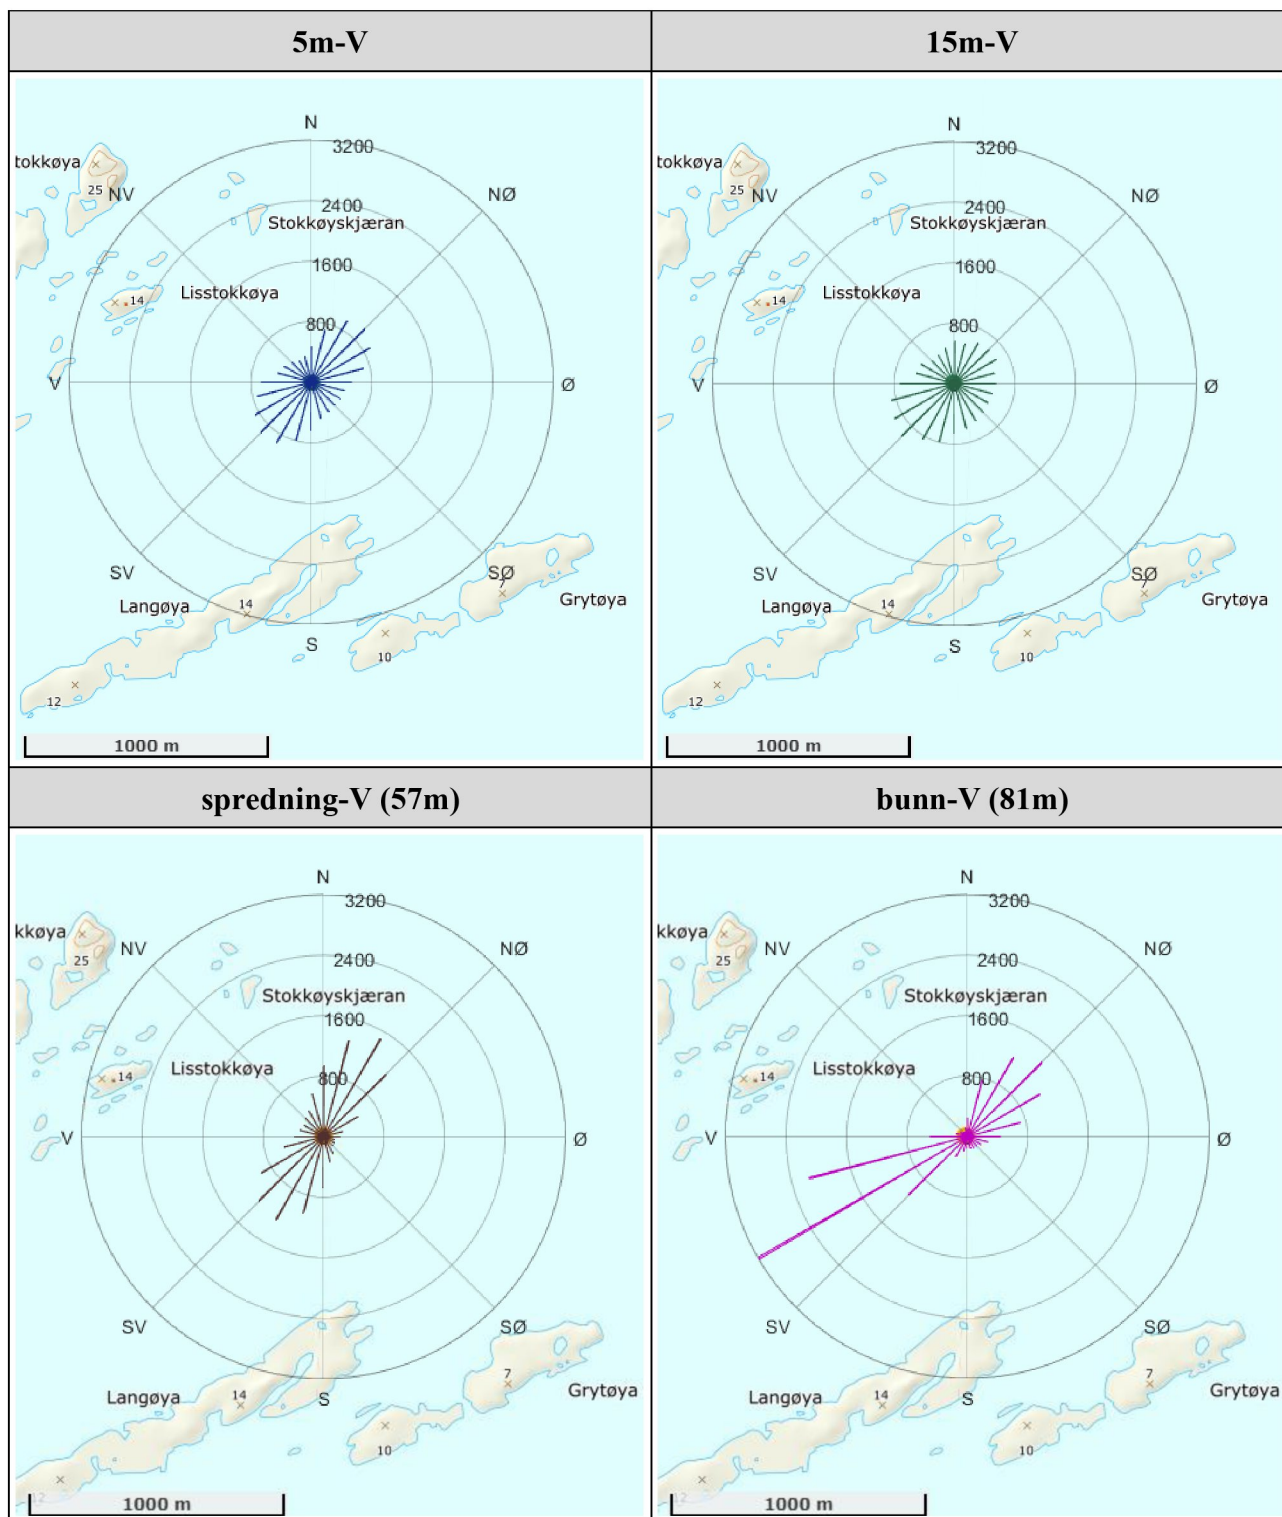 5m-V
15m-V
N
3200
tokkøya
25
NV
NØ
2400
Stokkøyskjæran
1600
Lisstokkøya
14
800
V
Ø
SV
SØ
7
Langøya
14
Grytøya
S
10
12
1000 m
N
3200
tokkøya
25
NV
NØ
2400
Stokkøyskjæran
1600
Lisstokkøya
14
800
V
Ø
SV
SØ
7
Langøya
14
Grytøya
S
10
12
1000 m
spredning-V (57m)
bunn-V (81m)
N
3200
kkøya
25
NV
NØ
2400
Stokkøyskjæran
1600
Lisstokkøya
14
800
V
Ø
SV
SØ
7
Langøya
14
Grytøya
S
10
12
1000 m
N
3200
kkøya
25
NV
NØ
2400
Stokkøyskjæran
1600
Lisstokkøya
14
800
V
Ø
SV
SØ
7
Langøya
14
Grytøya
S
10
12
1000 m